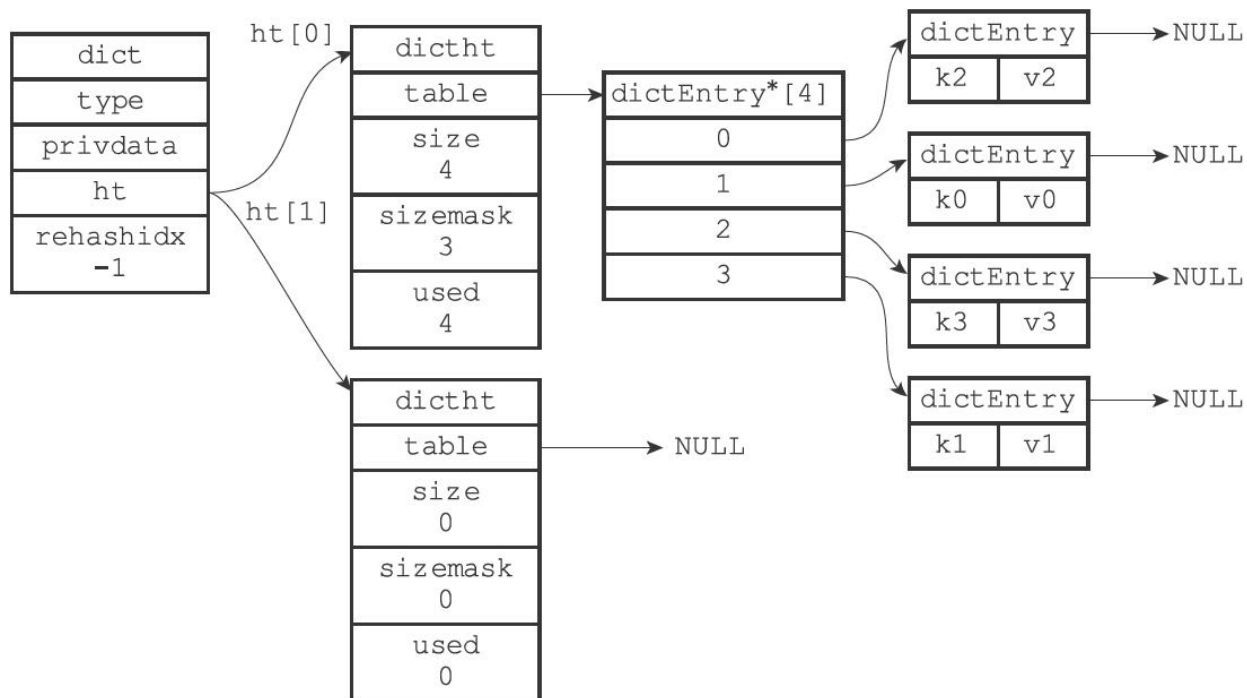 dict
type
privdata
ht
rehashidx
-1
ht[0]
ht[1]
dictht
table
size
4
sizemask
3
used
4
dictht
table
size
0
sizemask
0
used
0
NULL
dictEntry*[4]
0
1
2
3
dictEntry
k2 v2
NULL
dictEntry
k0 v0
NULL
dictEntry
k3 v3
NULL
dictEntry
k1 v1
NULL